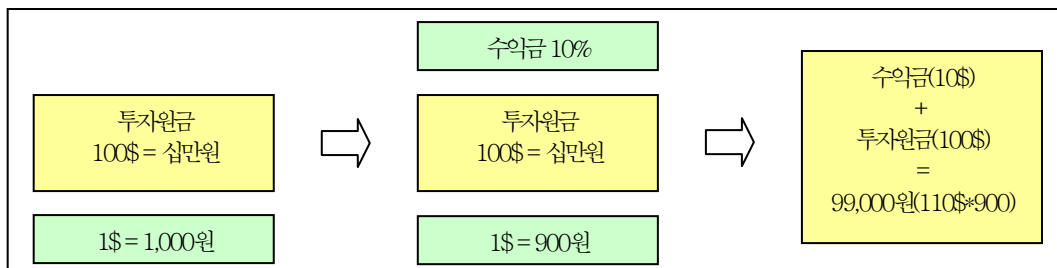 수익금 10%
투자원금
100$ = 십만원
1$ = 1,000원
투자원금
100$ = 십만원
1$ = 900원
수익금(10$)
+
투자원금(100$)
=
99,000원(110$*900)